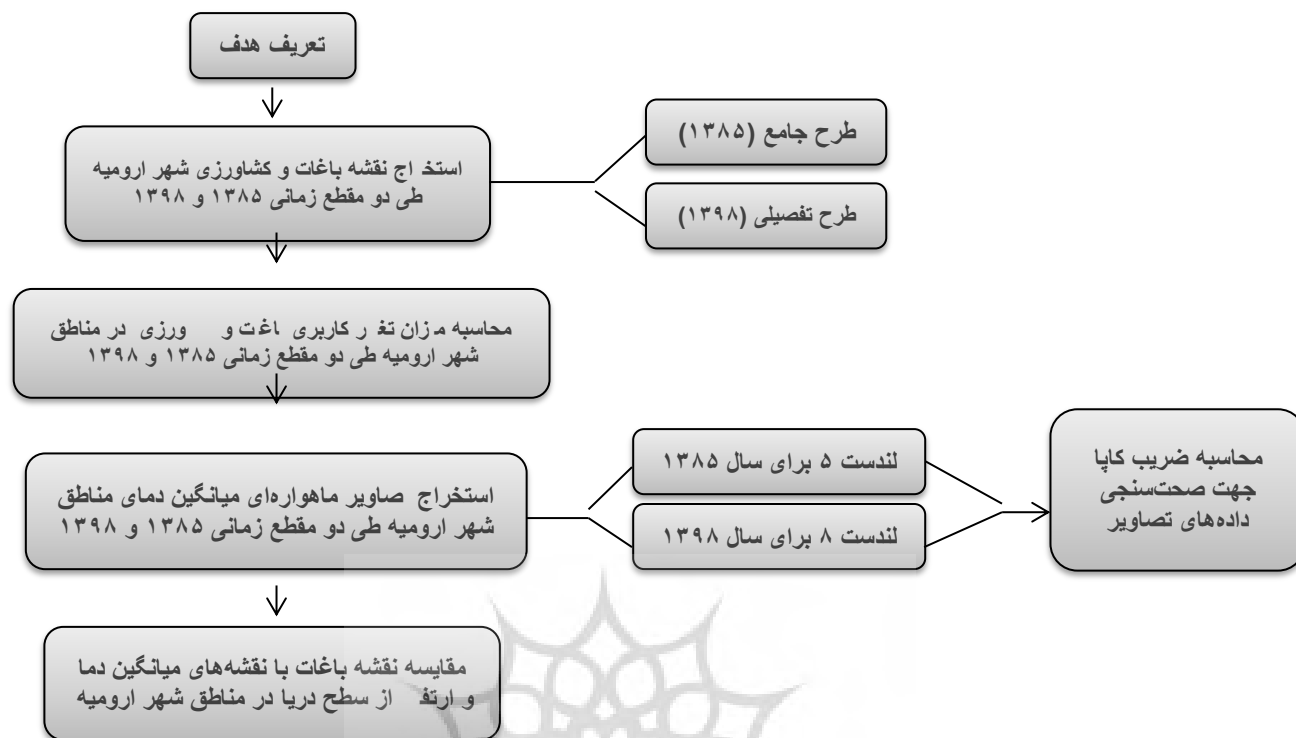 تعریف هدف
طرح جامع (۱۳۸۵)
استخراج نقشه باغات و کشاورزی شهر ارومیه
طی دو مقطع زمانی ۱۳۸۵ و ۱۳۹۸
طرح تفصیلی (۱۳۹۸)
محاسبه کاربری و در مناطق
شهر ارومیه طی دو مقطع زمانی ۱۳۸۵ و ۱۳۹۸
لندست ۵ برای سال ۱۳۸۵
استخراج صاویر ماهواره‌ای میانگین دمای مناطق
شهر ارومیه طی دو مقطع زمانی ۱۳۸۵ و ۱۳۹۸
لندست ۸ برای سال ۱۳۹۸
محاسبه ضریب کاپا
جهت صحت‌سنجی
داده‌های تصاویر
مقایسه نقشه باغات با نقشه‌های میانگین دما
و از سطح دریا در مناطق شهر ارومیه